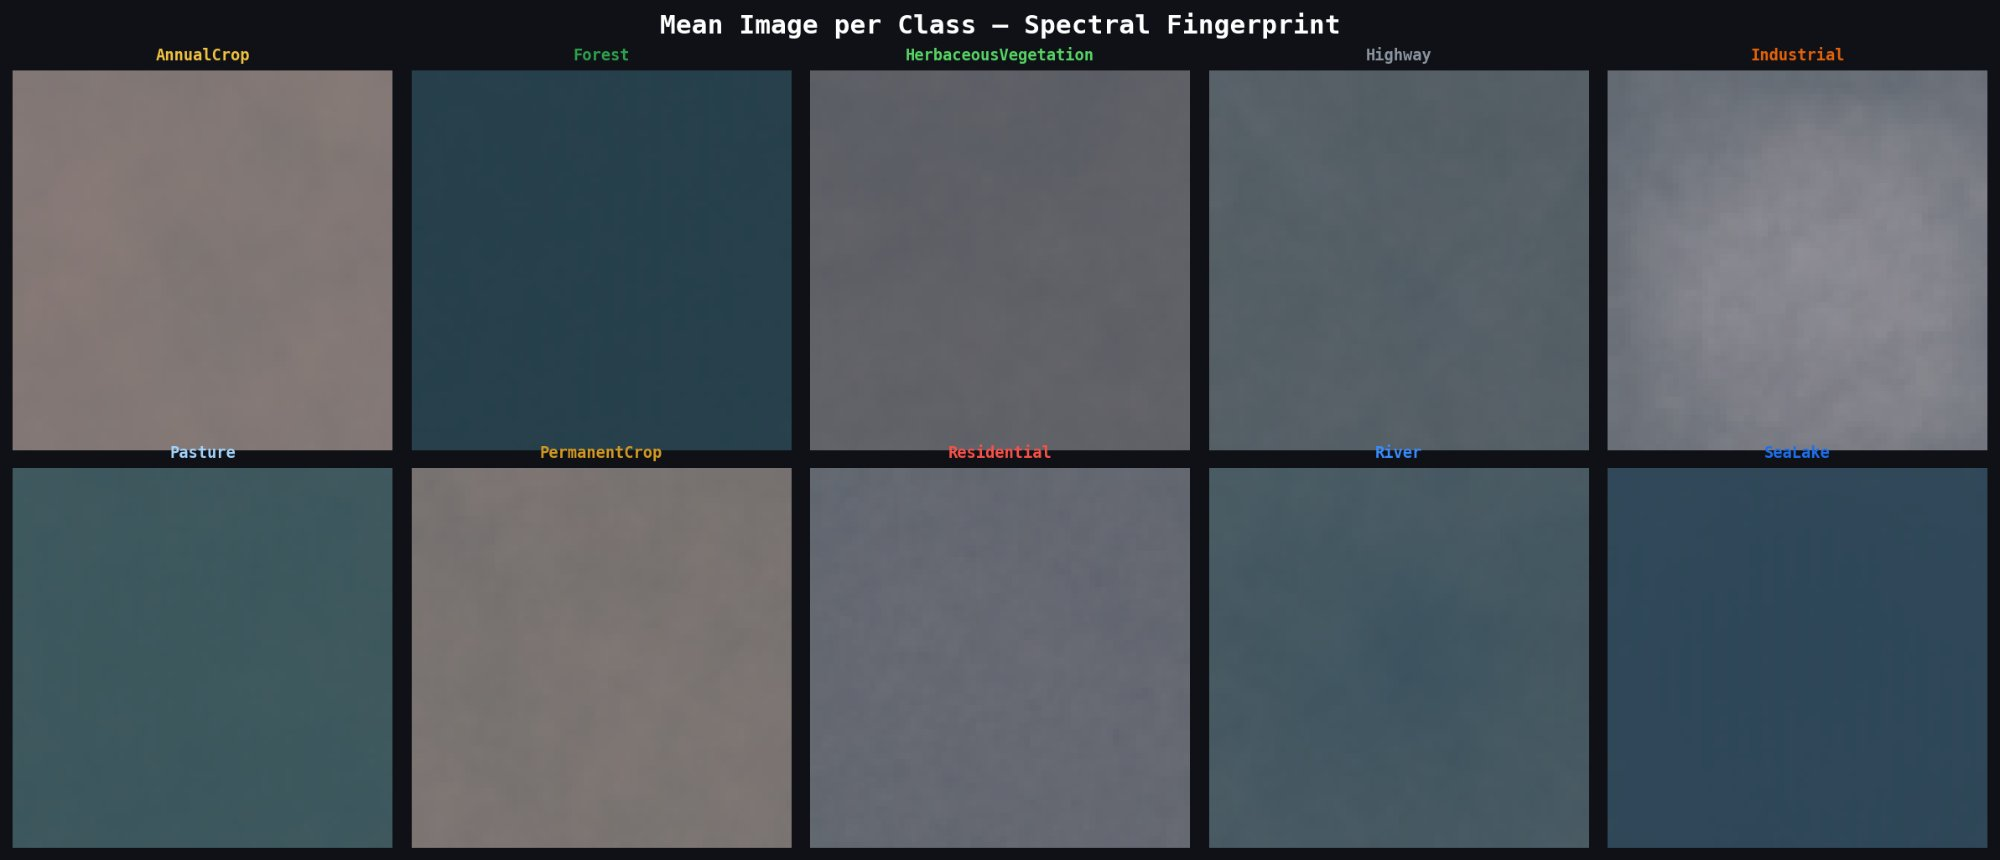 Mean Image per Class — Spectral Fingerprint
AnnualCrop
Forest
HerbaceousVegetation
Highway
Industrial
Pasture
PermanentCrop
Residential
River
SeaLake